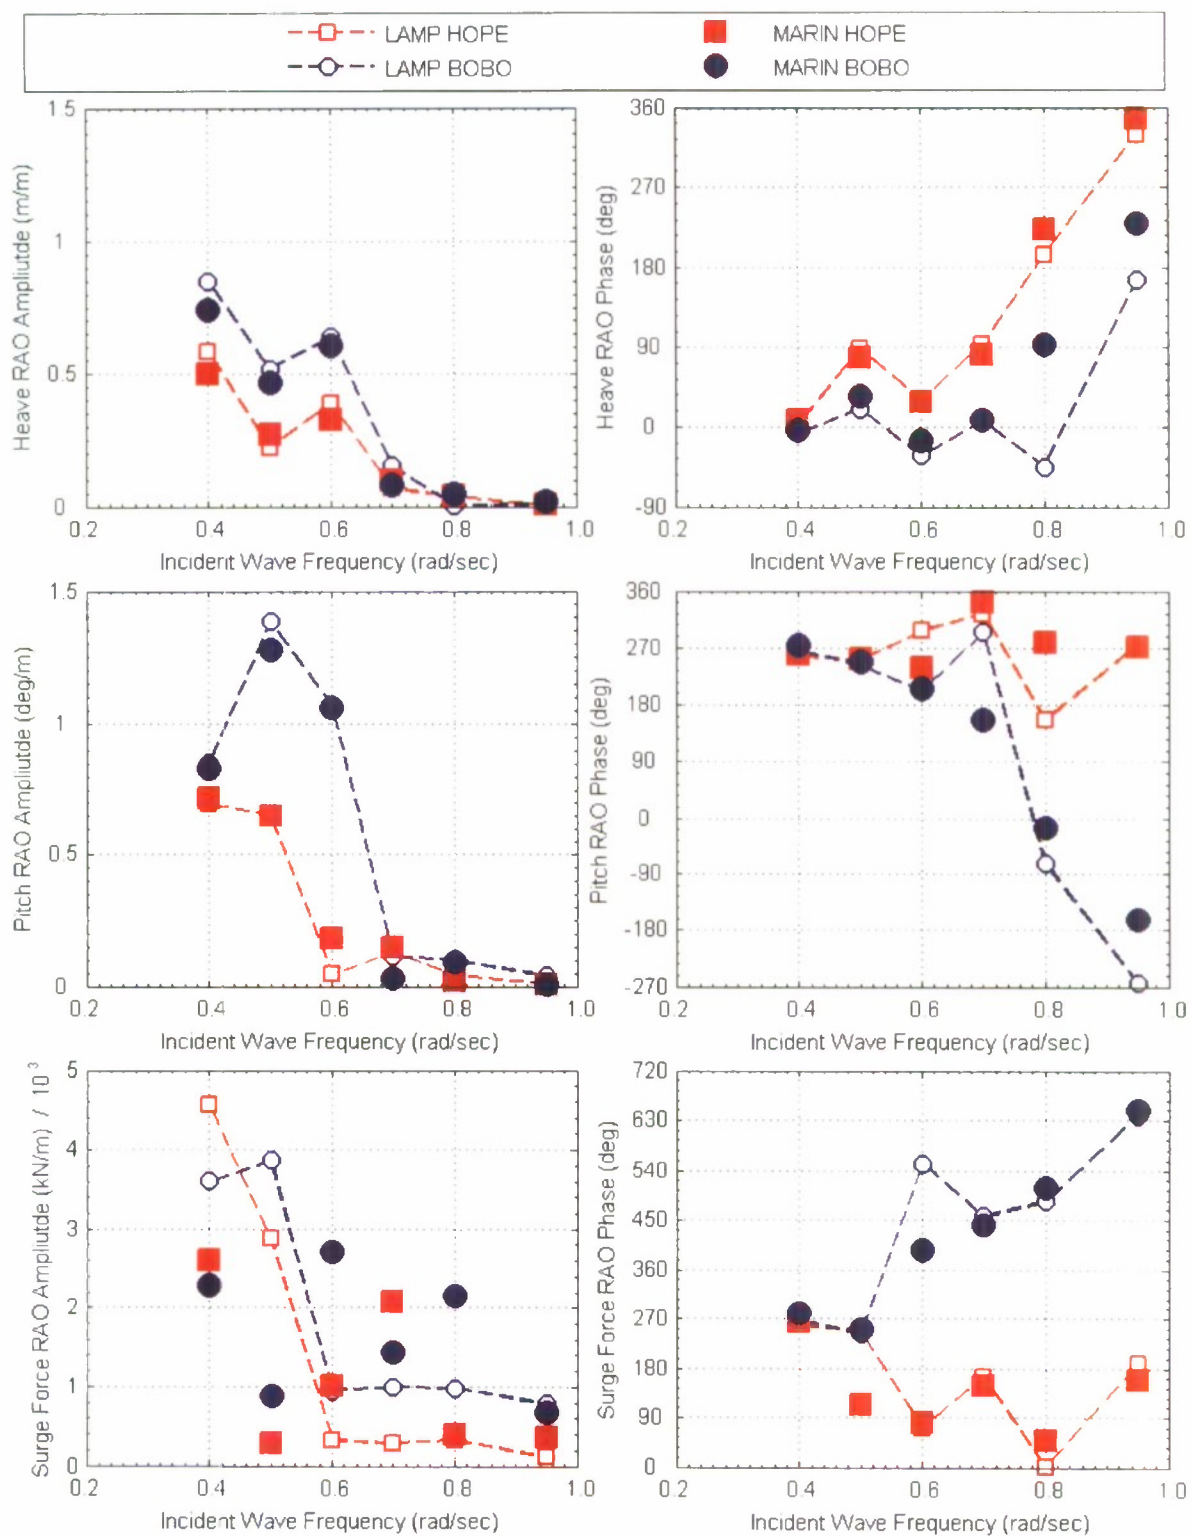 LAMP HOPE MARIN HOPE
LAMP BOBO MARIN BOBO
1.5
1
0.5
0
0.2 0.4 0.6 0.8 1.0
Heave RAO Ampliutde (m/m)
Incident Wave Frequency (rad/sec)
360
270
180
90
0
-90
0.2 0.4 0.6 0.8 1.0
Heave RAO Phase (deg)
Incident Wave Frequency (rad/sec)
1.5
1
0.5
0
0.2 0.4 0.6 0.8 1.0
Pitch RAO Ampliutde (deg/m)
Incident Wave Frequency (rad/sec)
360
270
180
90
0
-90
-180
-270
0.2 0.4 0.6 0.8 1.0
Pitch RAO Phase (deg)
Incident Wave Frequency (rad/sec)
5
4
3
2
1
0
0.2 0.4 0.6 0.8 1.0
Surge Force RAO Ampliutde (kN/m) / 10³
Incident Wave Frequency (rad/sec)
720
630
540
450
360
270
180
90
0
0.2 0.4 0.6 0.8 1.0
Surge Force RAO Phase (deg)
Incident Wave Frequency (rad/sec)